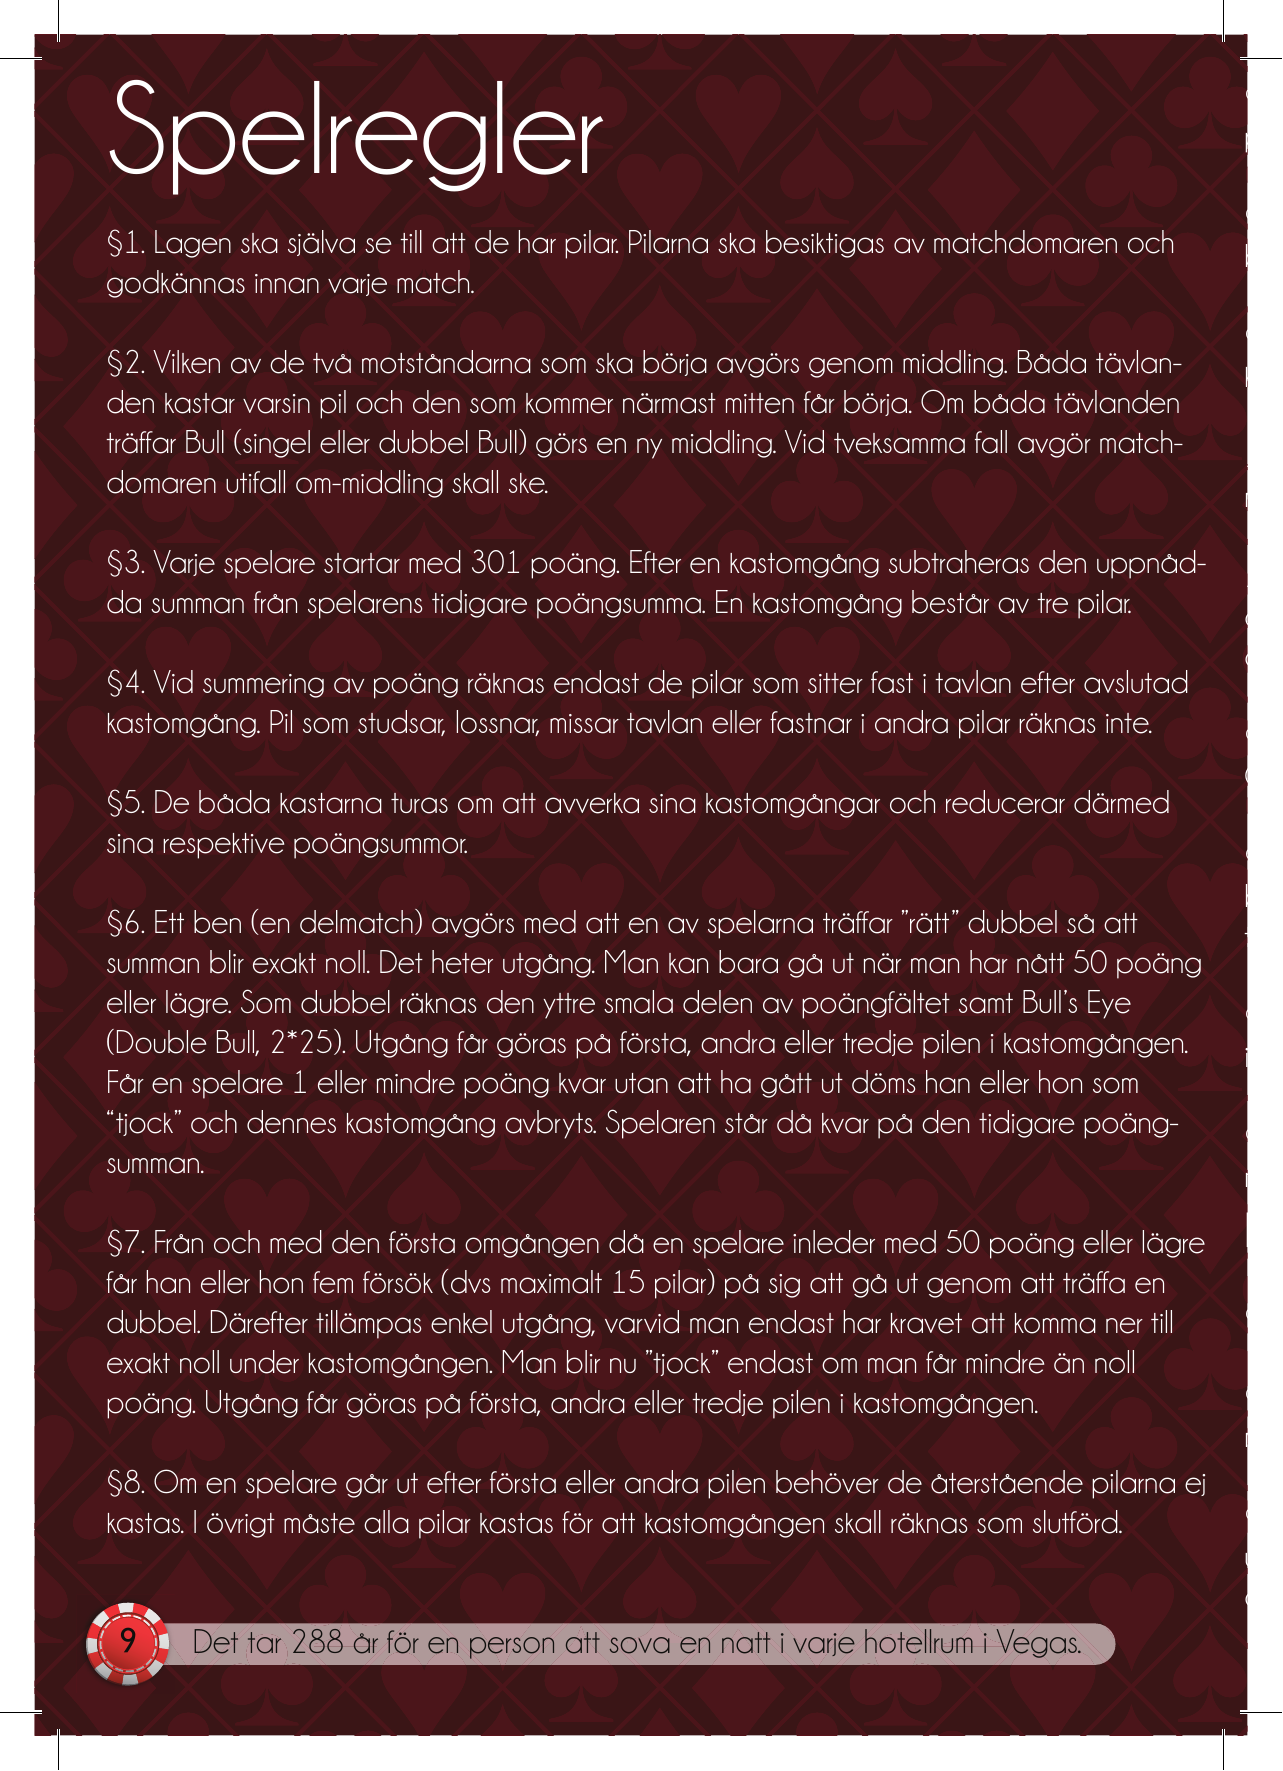 Spelregler
§1. Lagen ska själva se till att de har pilar. Pilarna ska besiktigas av matchdomaren och
godkännas innan varje match.
§2. Vilken av de två motståndarna som ska börja avgörs genom middling. Båda tävlan-
den kastar varsin pil och den som kommer närmast mitten får börja. Om båda tävlanden
träffar Bull (singel eller dubbel Bull) görs en ny middling. Vid tveksamma fall avgör match-
domaren utifall om-middling skall ske.
§3. Varje spelare startar med 301 poäng. Efter en kastomgång subtraheras den uppnåd-
da summan från spelarens tidigare poängsumma. En kastomgång består av tre pilar.
§4. Vid summering av poäng räknas endast de pilar som sitter fast i tavlan efter avslutad
kastomgång. Pil som studsar, lossnar, missar tavlan eller fastnar i andra pilar räknas inte.
§5. De båda kastarna turas om att avverka sina kastomgångar och reducerar därmed
sina respektive poängsummor.
§6. Ett ben (en delmatch) avgörs med att en av spelarna träffar ”rätt” dubbel så att
summan blir exakt noll. Det heter utgång. Man kan bara gå ut när man har nått 50 poäng
eller lägre. Som dubbel räknas den yttre smala delen av poängfältet samt Bull’s Eye
(Double Bull, 2*25). Utgång får göras på första, andra eller tredje pilen i kastomgången.
Får en spelare 1 eller mindre poäng kvar utan att ha gått ut döms han eller hon som
“tjock” och dennes kastomgång avbryts. Spelaren står då kvar på den tidigare poäng-
summan.
§7. Från och med den första omgången då en spelare inleder med 50 poäng eller lägre
får han eller hon fem försök (dvs maximalt 15 pilar) på sig att gå ut genom att träffa en
dubbel. Därefter tillämpas enkel utgång, varvid man endast har kravet att komma ner till
exakt noll under kastomgången. Man blir nu ”tjock” endast om man får mindre än noll
poäng. Utgång får göras på första, andra eller tredje pilen i kastomgången.
§8. Om en spelare går ut efter första eller andra pilen behöver de återstående pilarna ej
kastas. I övrigt måste alla pilar kastas för att kastomgången skall räknas som slutförd.
9 Det tar 288 år för en person att sova en natt i varje hotellrum i Vegas.